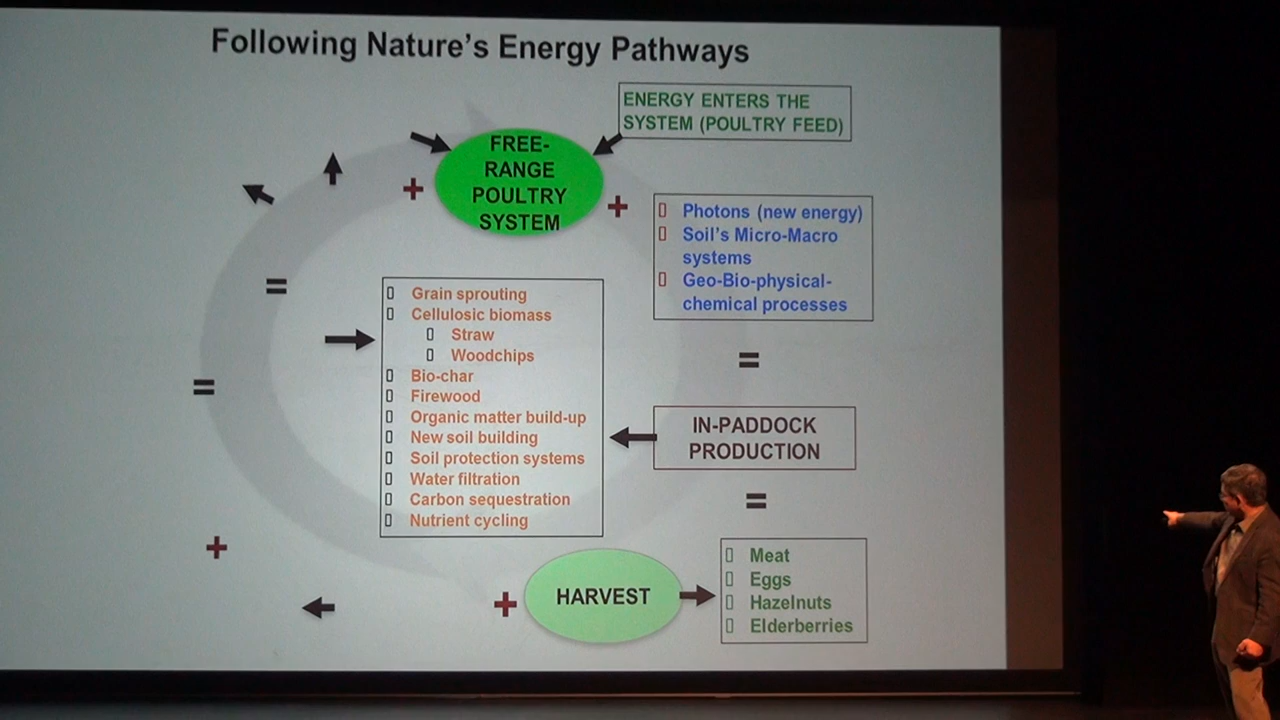 Following Nature's Energy Pathways
ENERGY ENTERS THE
SYSTEM (POULTRY FEED)
FREE-
RANGE
POULTRY
SYSTEM
+
+
Photons (new energy)
Soil's Micro-Macro
systems
Geo-Bio-physical-
chemical processes
=
=
=
Grain sprouting
Cellulosic biomass
Straw
Woodchips
Bio-char
Firewood
Organic matter build-up
New soil building
Soil protection systems
Water filtration
Carbon sequestration
Nutrient cycling
IN-PADDOCK
PRODUCTION
=
+
+
HARVEST
Meat
Eggs
Hazelnuts
Elderberries